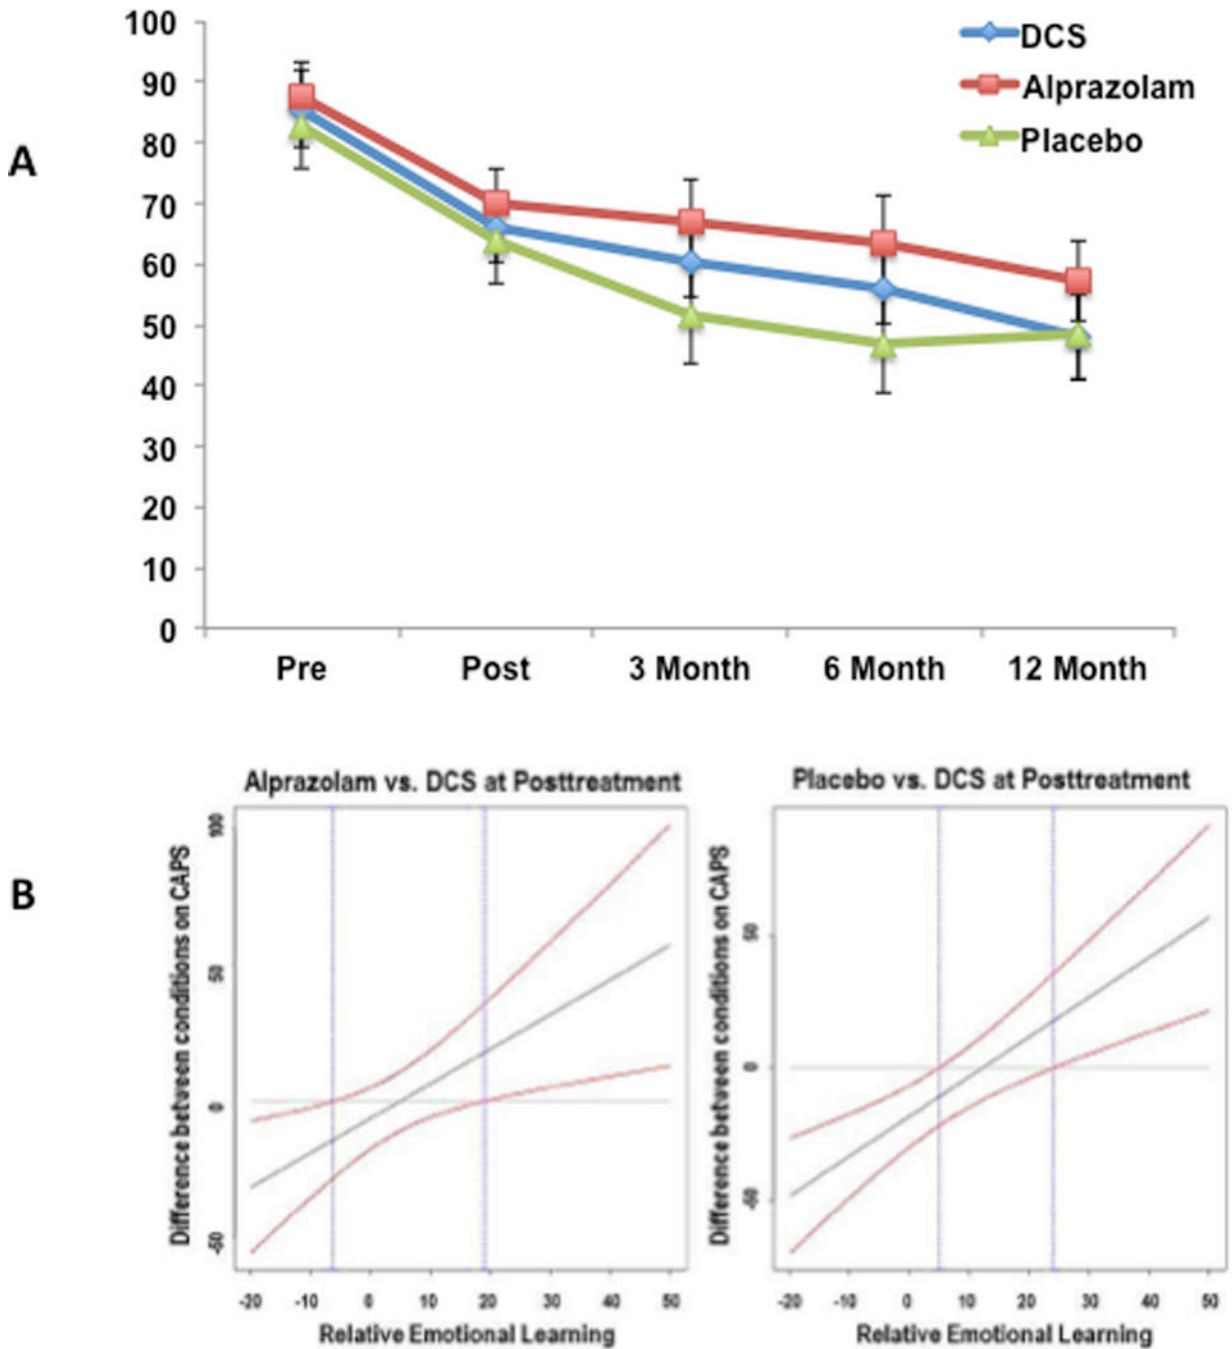 A
100
90
80
70
60
50
40
30
20
10
0
DCS
Alprazolam
Placebo
Pre Post 3 Month 6 Month 12 Month
B
Alprazolam vs. DCS at Posttreatment
Difference between conditions on CAPS
100
50
0
-50
-20 -10 0 10 20 30 40 50
Relative Emotional Learning
Placebo vs. DCS at Posttreatment
Difference between conditions on CAPS
50
0
-50
-20 -10 0 10 20 30 40 50
Relative Emotional Learning